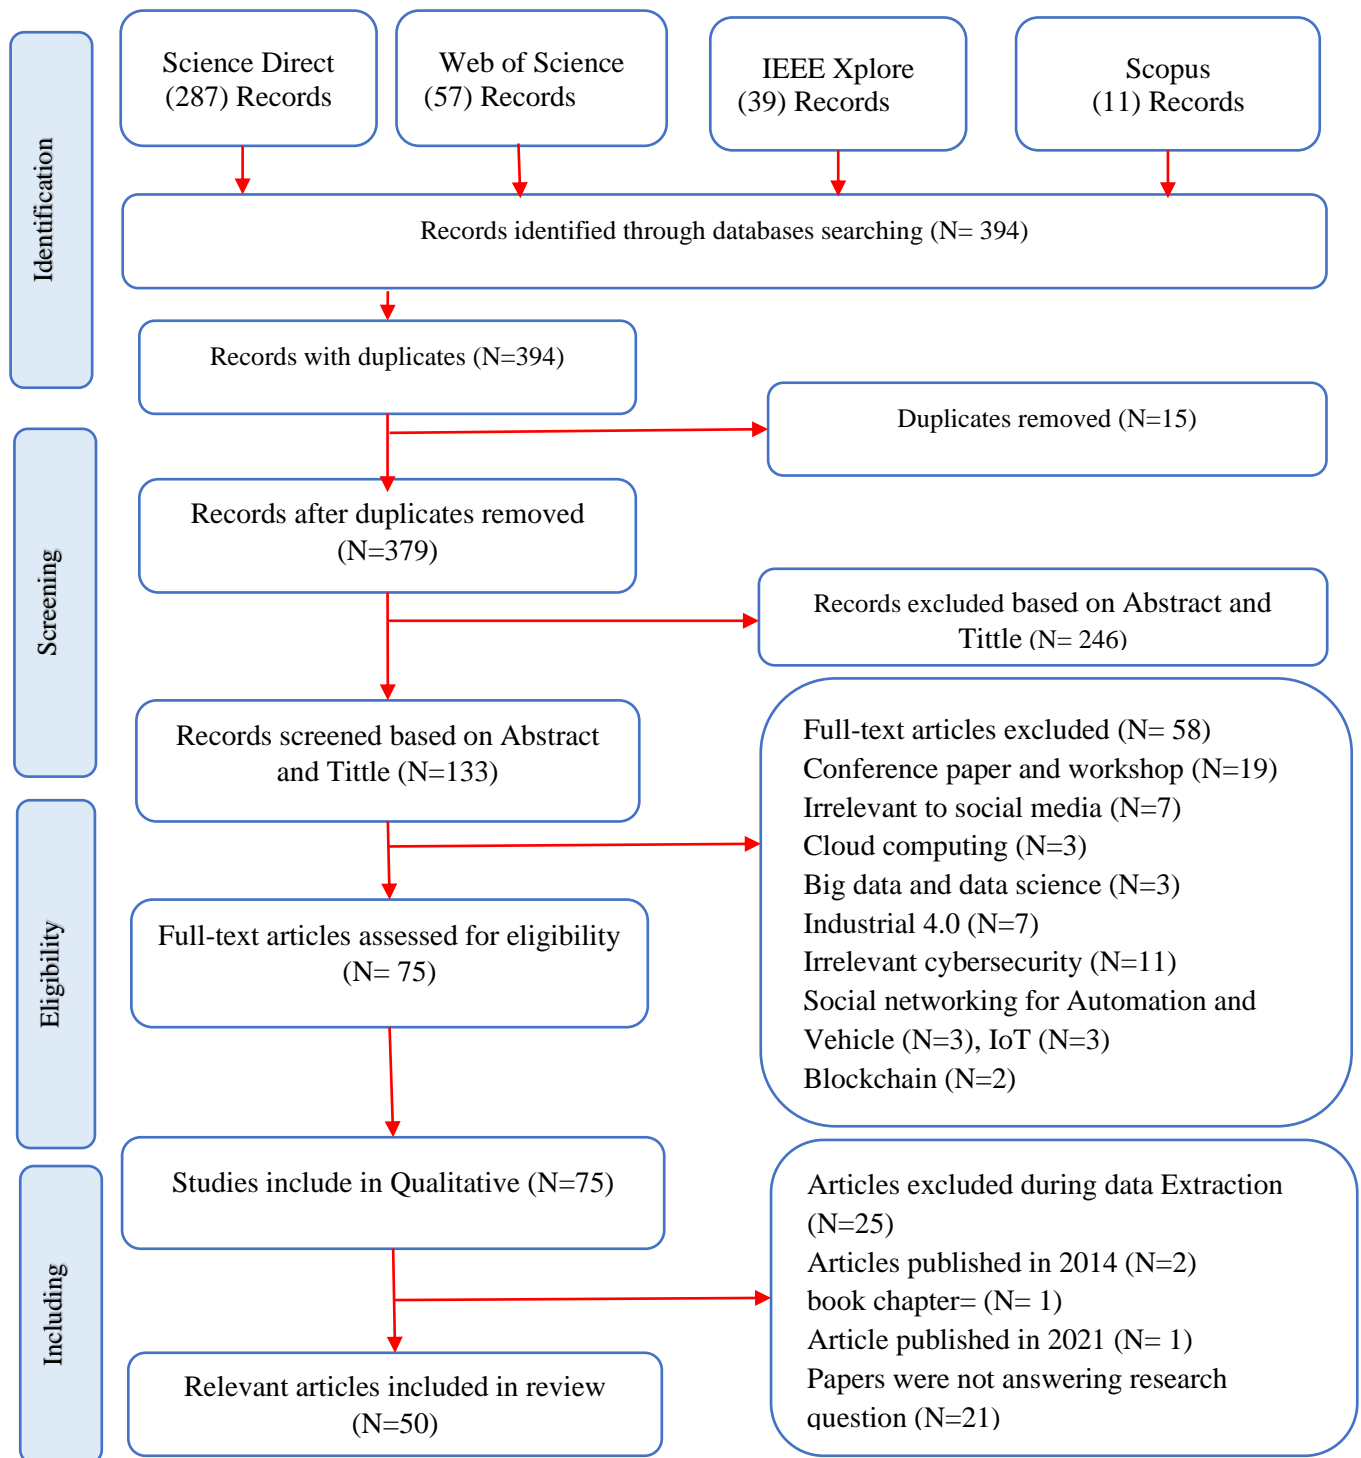 Science Direct
(287) Records
Web of Science
(57) Records
IEEE Xplore
(39) Records
Scopus
(11) Records
Identification
Records identified through databases searching (N= 394)
Records with duplicates (N=394)
Duplicates removed (N=15)
Screening
Records after duplicates removed
(N=379)
Records excluded based on Abstract and
Tittle (N= 246)
Records screened based on Abstract
and Tittle (N=133)
Full-text articles excluded (N= 58)
Conference paper and workshop (N=19)
Irrelevant to social media (N=7)
Cloud computing (N=3)
Big data and data science (N=3)
Industrial 4.0 (N=7)
Irrelevant cybersecurity (N=11)
Social networking for Automation and
Vehicle (N=3), IoT (N=3)
Blockchain (N=2)
Eligibility
Full-text articles assessed for eligibility
(N= 75)
Studies include in Qualitative (N=75)
Including
Articles excluded during data Extraction
(N=25)
Articles published in 2014 (N=2)
book chapter= (N= 1)
Article published in 2021 (N= 1)
Papers were not answering research
question (N=21)
Relevant articles included in review
(N=50)